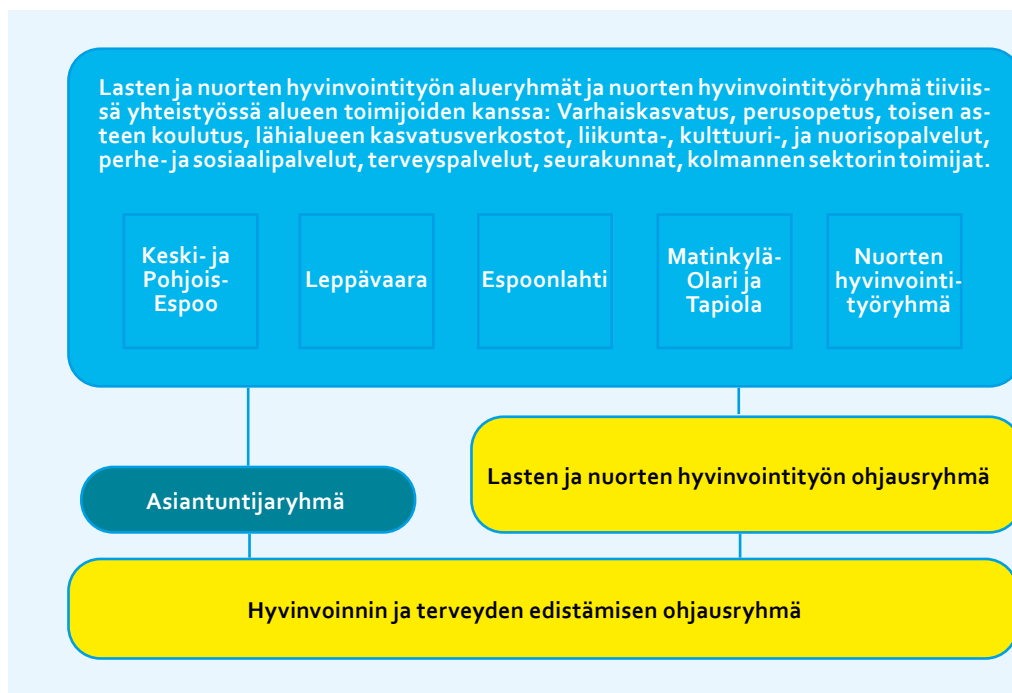 Lasten ja nuorten hyvinvointityön alueryhmät ja nuorten hyvinvointityöryhmä tiiviis-
sä yhteistyössä alueen toimijoiden kanssa: Varhaiskasvatus, perusopetus, toisen as-
teen koulutus, lähialueen kasvatusverkostot, liikunta-, kulttuuri-, ja nuorisopalvelut,
perhe- ja sosiaalipalvelut, terveyspalvelut, seurakunnat, kolmannen sektorin toimijat.
Keski- ja
Pohjois-
Espoo
Leppävaara
Espoonlahti
Matinkylä-
Olari ja
Tapiola
Nuorten
hyvinvointi-
työryhmä
Asiantuntijaryhmä
Lasten ja nuorten hyvinvointityön ohjausryhmä
Hyvinvoinnin ja terveyden edistämisen ohjausryhmä